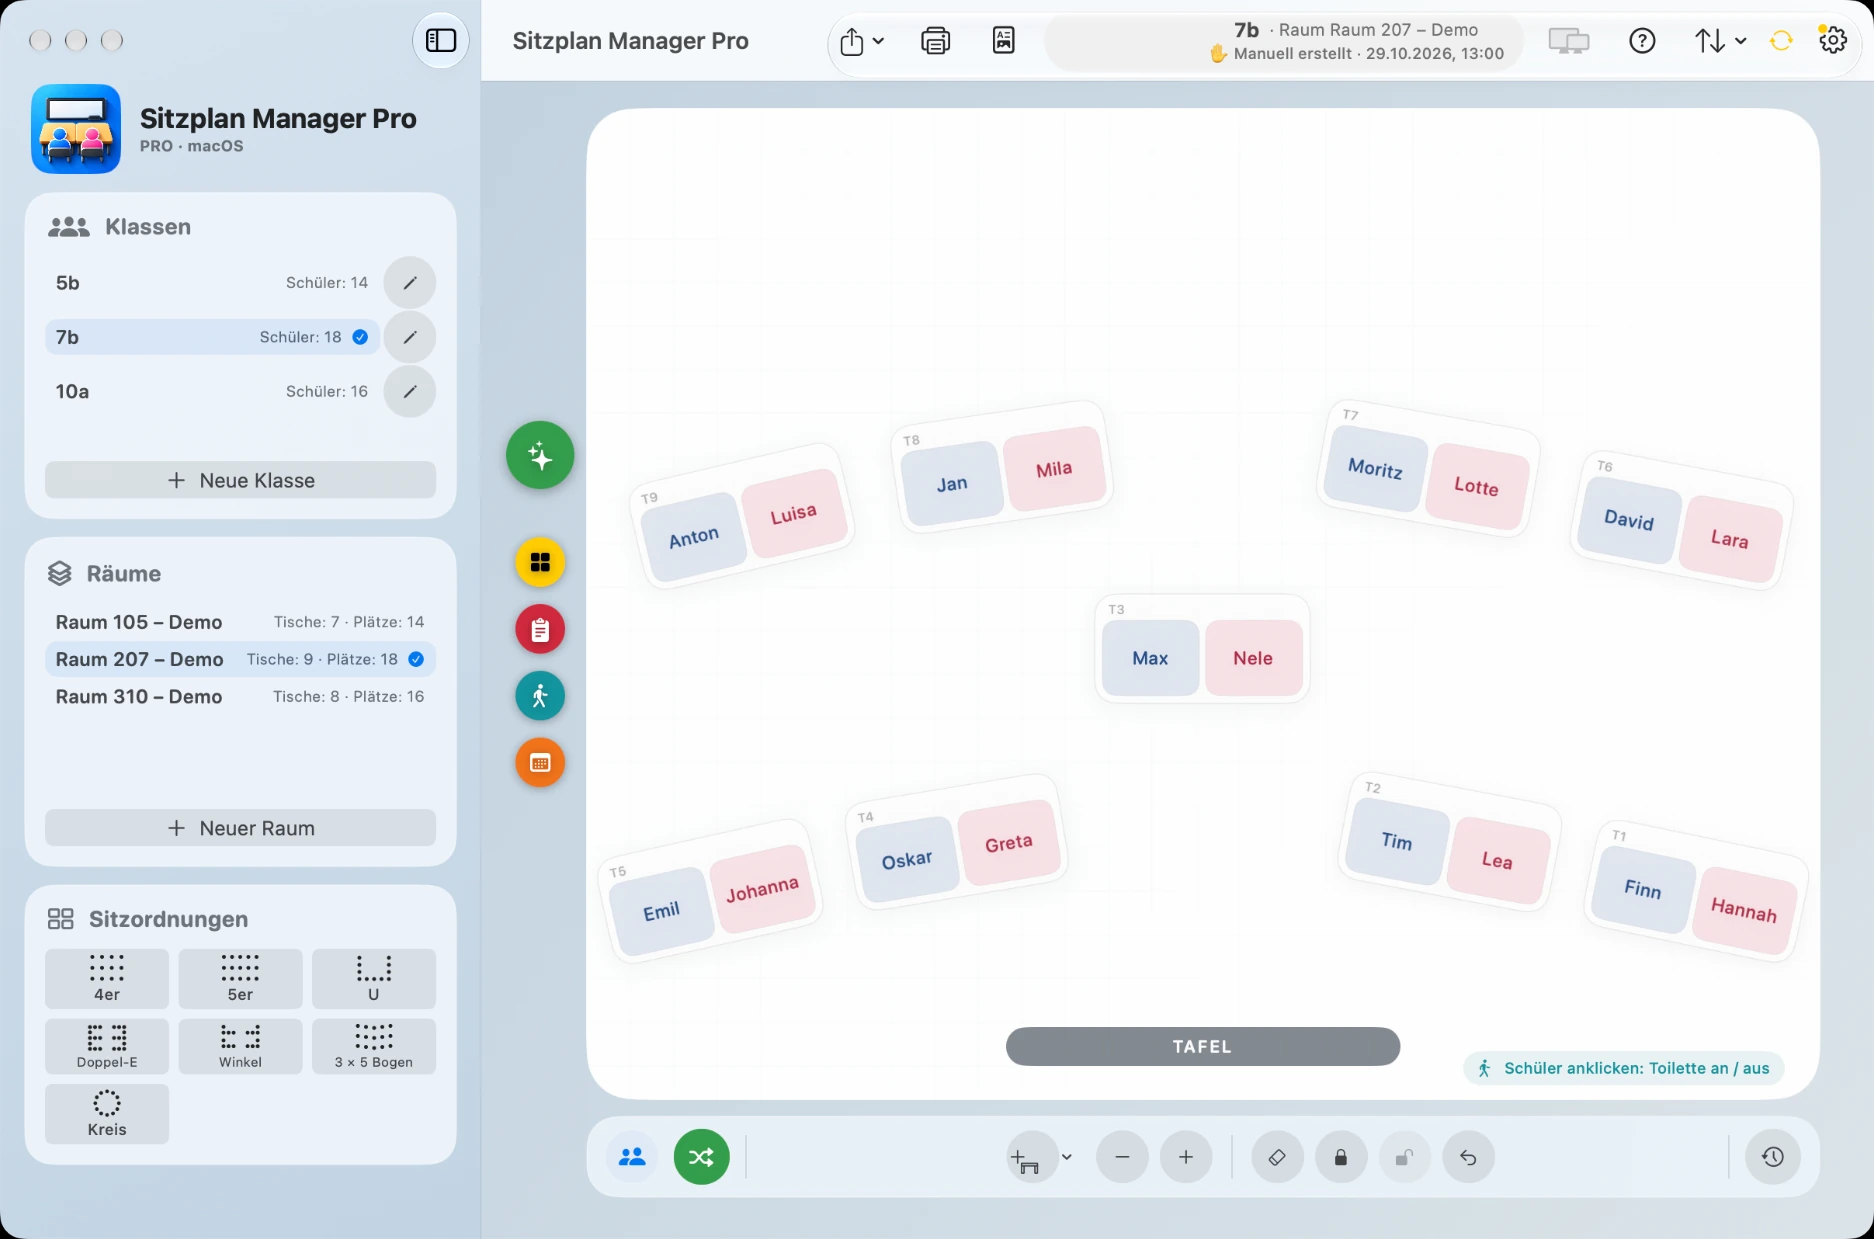 Sitzplan Manager Pro
PRO · macOS
Klassen
5b Schüler: 14
7b Schüler: 18
10a Schüler: 16
+ Neue Klasse
Räume
Raum 105 – Demo Tische: 7 · Plätze: 14
Raum 207 – Demo Tische: 9 · Plätze: 18
Raum 310 – Demo Tische: 8 · Plätze: 16
+ Neuer Raum
Sitzordnungen
4er
5er
U
Doppel-E
Winkel
3 × 5 Bogen
Kreis
Sitzplan Manager Pro
7b · Raum Raum 207 – Demo
Manuell erstellt · 29.10.2026, 13:00
T9
Anton
Luisa
T8
Jan
Mila
T7
Moritz
Lotte
T6
David
Lara
T3
Max
Nele
T5
Emil
Johanna
T4
Oskar
Greta
T2
Tim
Lea
T1
Finn
Hannah
TAFEL
Schüler anklicken: Toilette an / aus